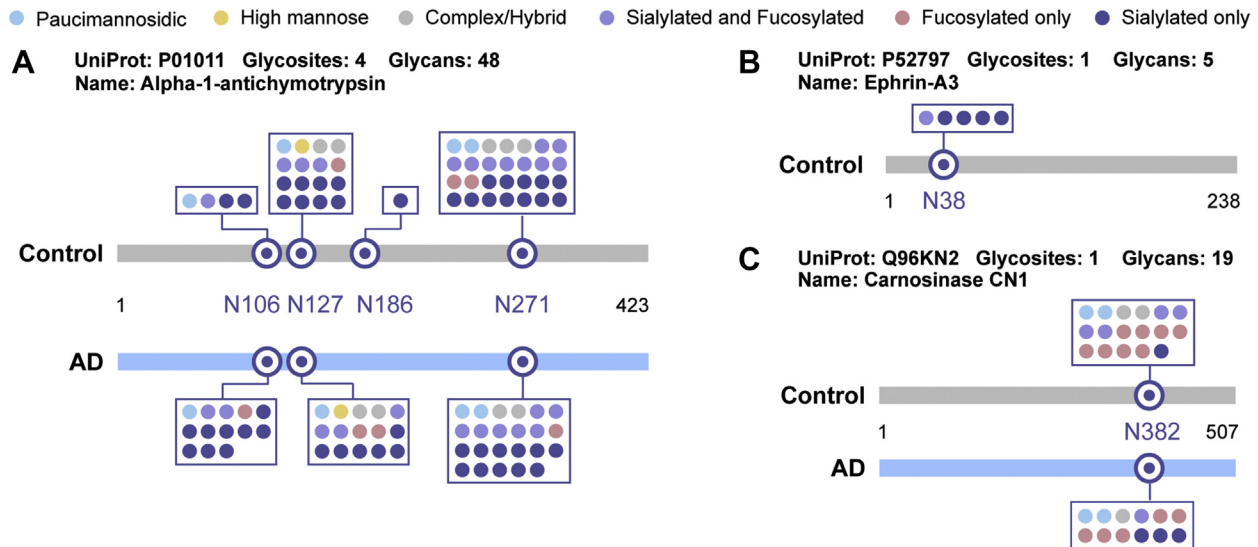 Paucimannosidic High mannose Complex/Hybrid Sialylated and Fucosylated Fucosylated only Sialylated only
A UniProt: P01011 Glycosites: 4 Glycans: 48
Name: Alpha-1-antichymotrypsin
Control
1 N106 N127 N186 N271 423
AD
B UniProt: P52797 Glycosites: 1 Glycans: 5
Name: Ephrin-A3
Control
1 N38 238
C UniProt: Q96KN2 Glycosites: 1 Glycans: 19
Name: Carnosinase CN1
Control
1 N382 507
AD